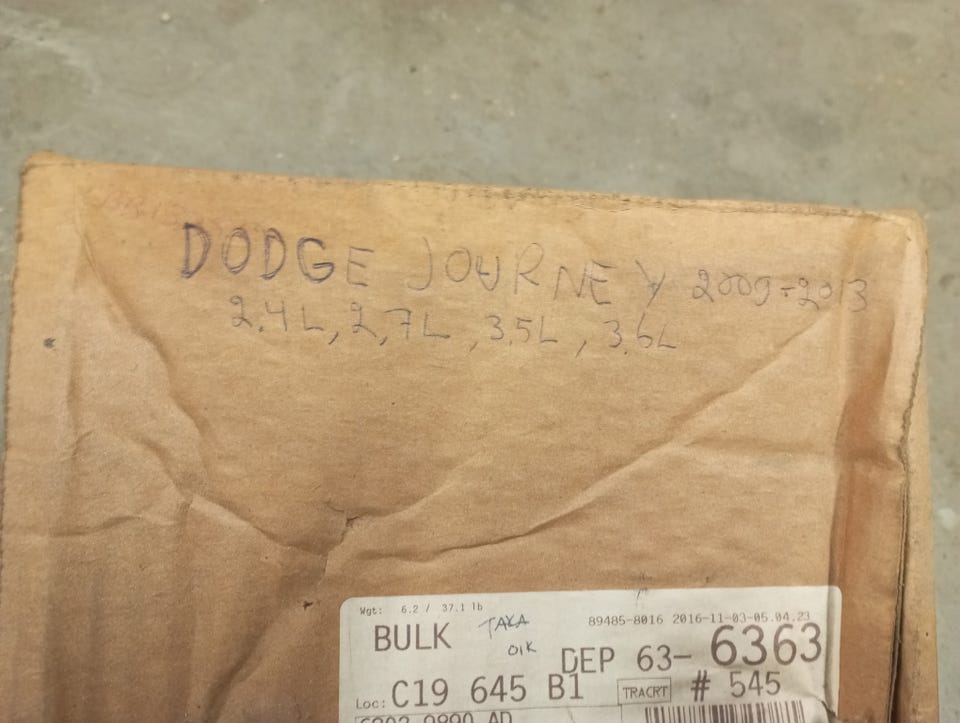 DODGE JOURNEY 2009-2013
2.4L, 2,7L, 3.5L, 3.6L
Wgt: 6.2 / 37.1 lb
89485-8016 2016-11-03-05.04.23
BULK TAKA OIK
DEP 63- 6363
Loc: C19 645 B1 TRACRT # 545